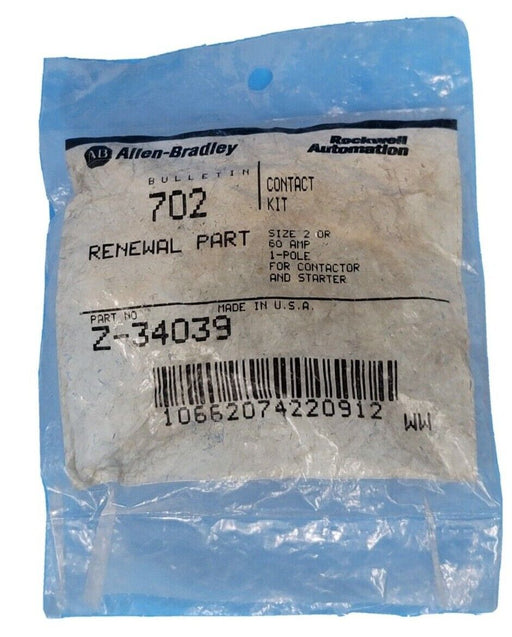 AB Allen-Bradley
Rockwell
Automation
BULLETIN
702
CONTACT
KIT
RENEWAL PART
SIZE 2 OR
60 AMP
1-POLE
FOR CONTACTOR
AND STARTER
PART NO
MADE IN U.S.A.
Z-34039
10662074220912
WW